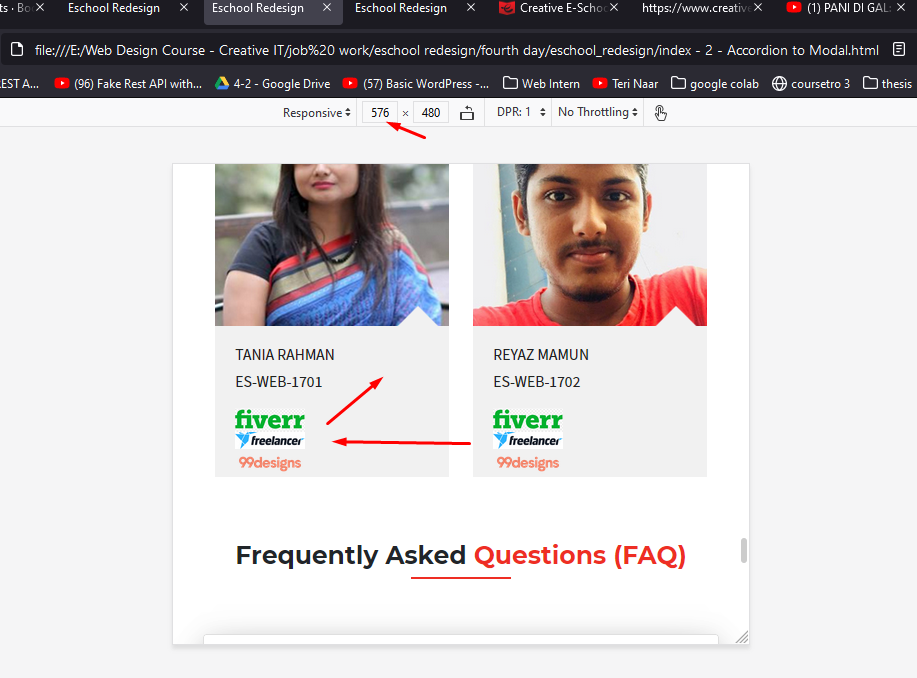 ts · Bo
Eschool Redesign
Eschool Redesign
Eschool Redesign
Creative E-Schoo
https://www.creative
(1) PANI DI GAL:
file:///E:/Web Design Course - Creative IT/job%20 work/eschool redesign/fourth day/eschool_redesign/index - 2 - Accordion to Modal.html
EST A...
(96) Fake Rest API with...
4-2 - Google Drive
(57) Basic WordPress -...
Web Intern
Teri Naar
google colab
coursetro 3
thesis
Responsive
576 × 480
DPR: 1
No Throttling
TANIA RAHMAN
ES-WEB-1701
fiverr
freelancer
99designs
REYAZ MAMUN
ES-WEB-1702
fiverr
freelancer
99designs
Frequently Asked Questions (FAQ)